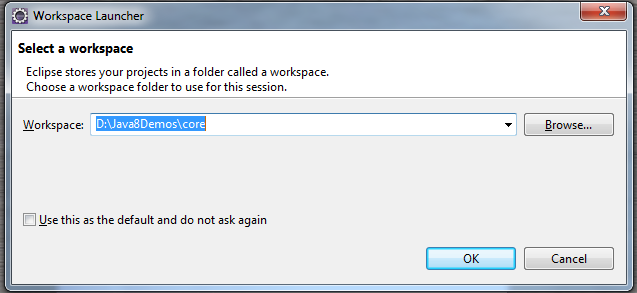 Workspace Launcher
Select a workspace
Eclipse stores your projects in a folder called a workspace.
Choose a workspace folder to use for this session.
Workspace: D:\Java8Demos\core Browse...
Use this as the default and do not ask again
OK Cancel